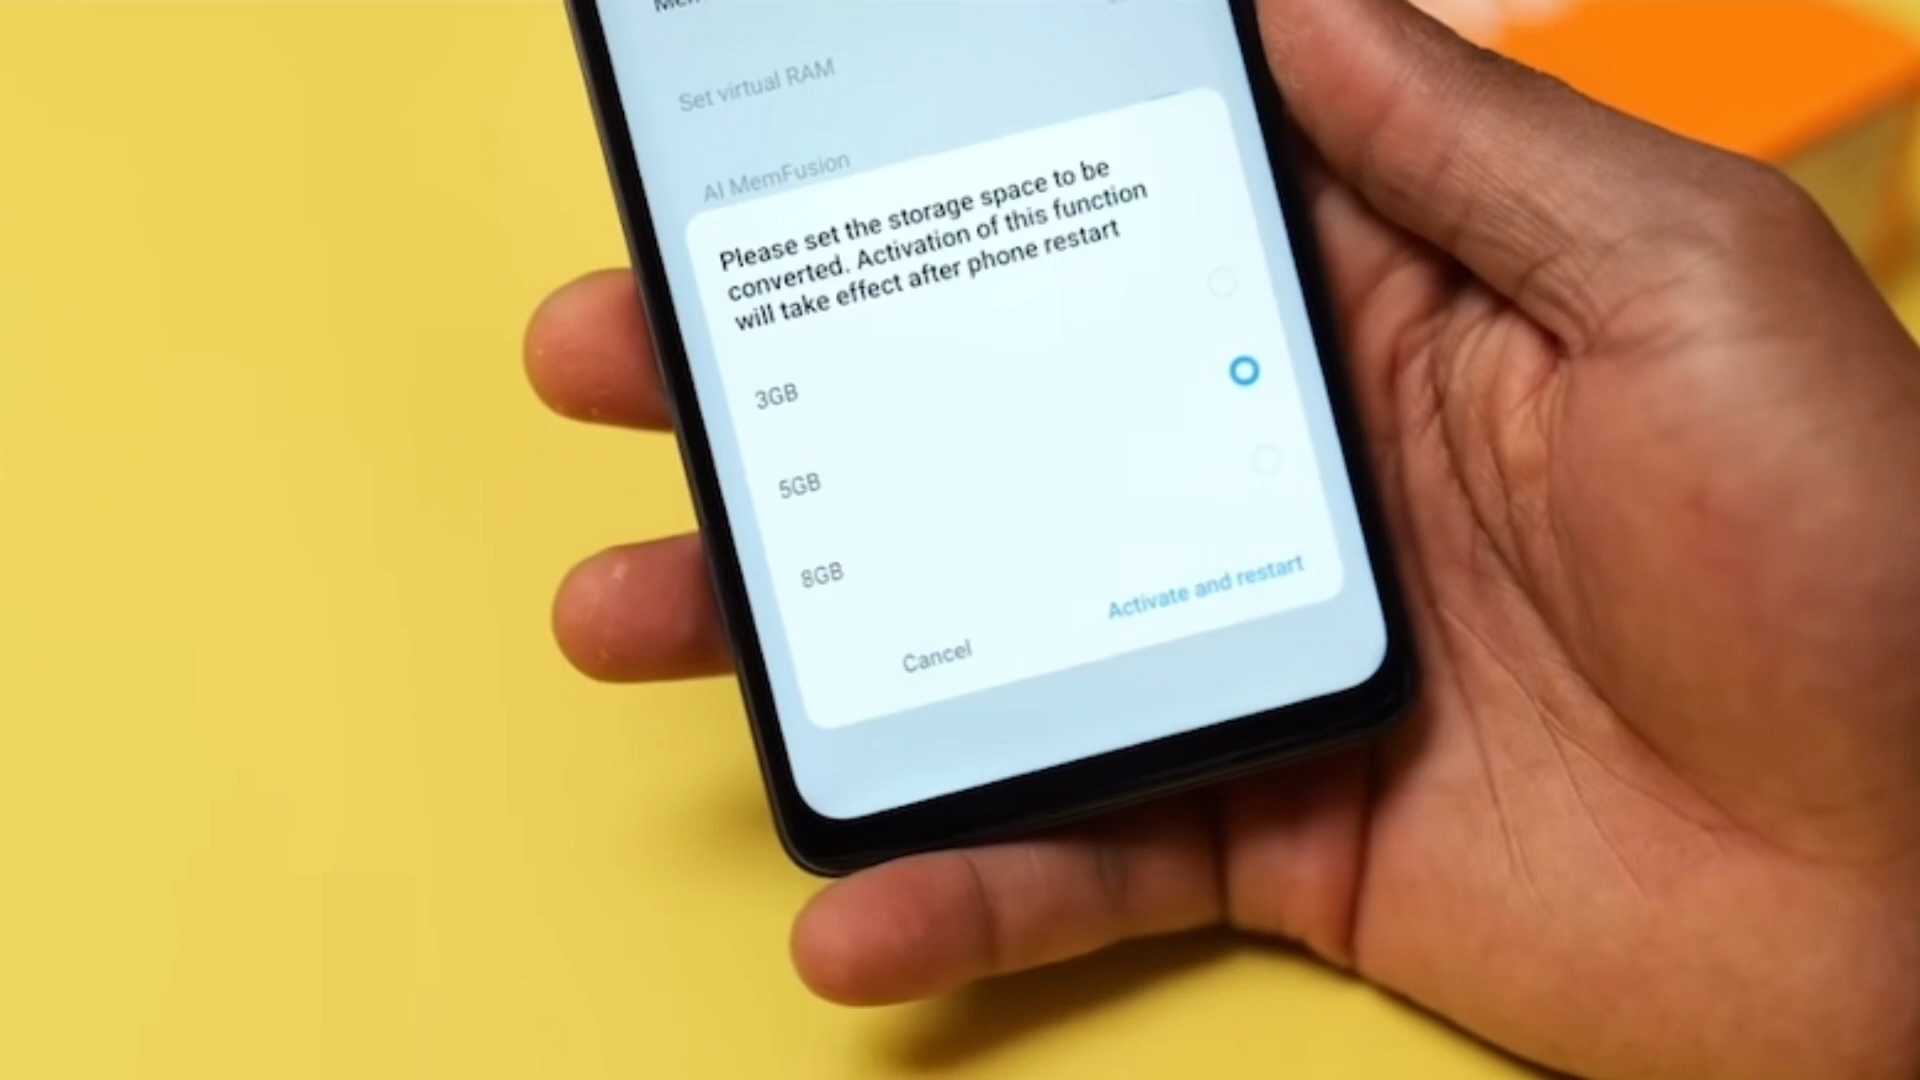 Set virtual RAM
AI MemFusion
Please set the storage space to be
converted. Activation of this function
will take effect after phone restart
3GB
5GB
8GB
Cancel
Activate and restart